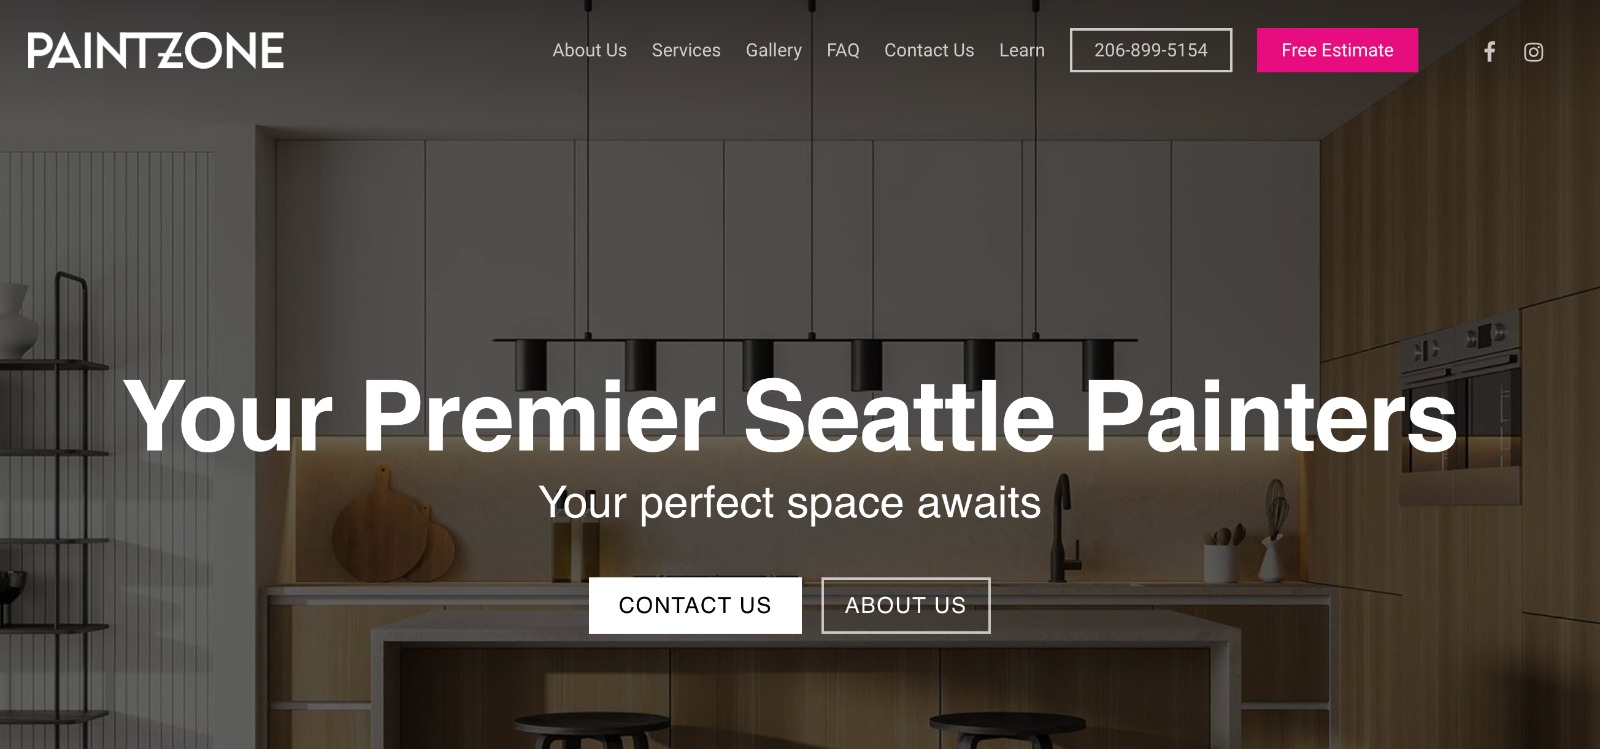 PAINTZONE
About Us Services Gallery FAQ Contact Us Learn 206-899-5154 Free Estimate
Your Premier Seattle Painters
Your perfect space awaits
CONTACT US ABOUT US